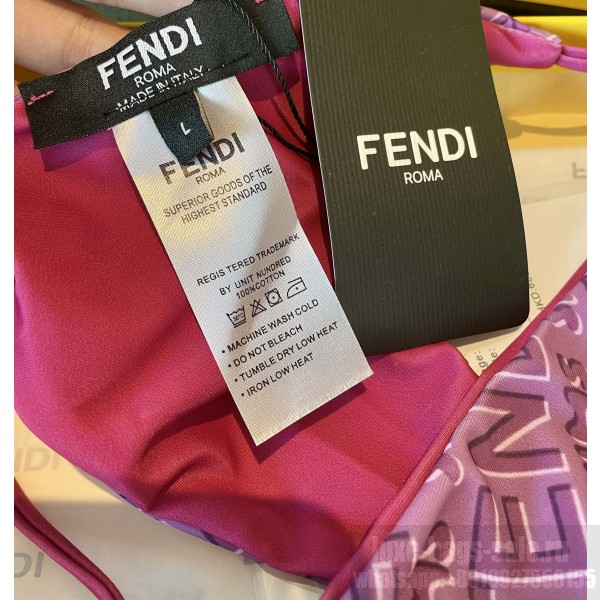 FENDI
ROMA
MADE IN ITALY
L
FENDI
ROMA
SUPERIOR GOODS OF THE
HIGHEST STANDARD
REGIS TERED TRADEMARK
BY UNIT NUNDRED
100%COTTON
30°C
• MACHINE WASH COLD
• DO NOT BLEACH
• TUMBLE DRY LOW HEAT
• IRON LOW HEAT
FENDI
ROMA